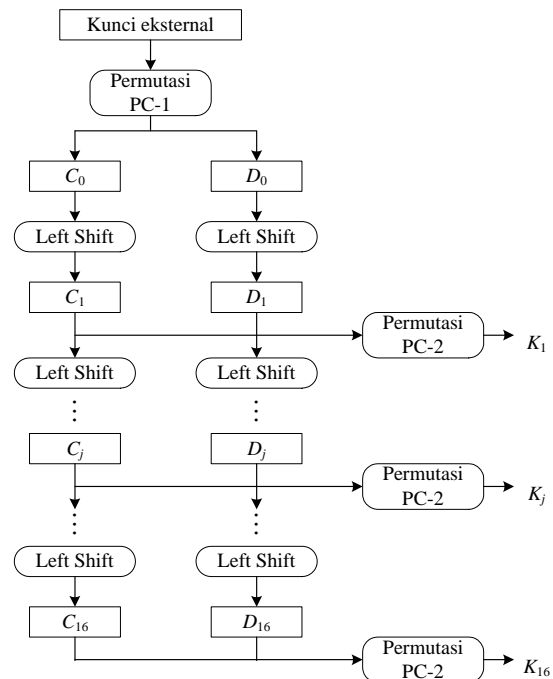 Kunci eksternal
Permutasi
PC-1
C₀ D₀
Left Shift Left Shift
C₁ D₁
Permutasi
PC-2
K₁
Left Shift Left Shift
Cⱼ Dⱼ
Permutasi
PC-2
Kⱼ
Left Shift Left Shift
C₁₆ D₁₆
Permutasi
PC-2
K₁₆